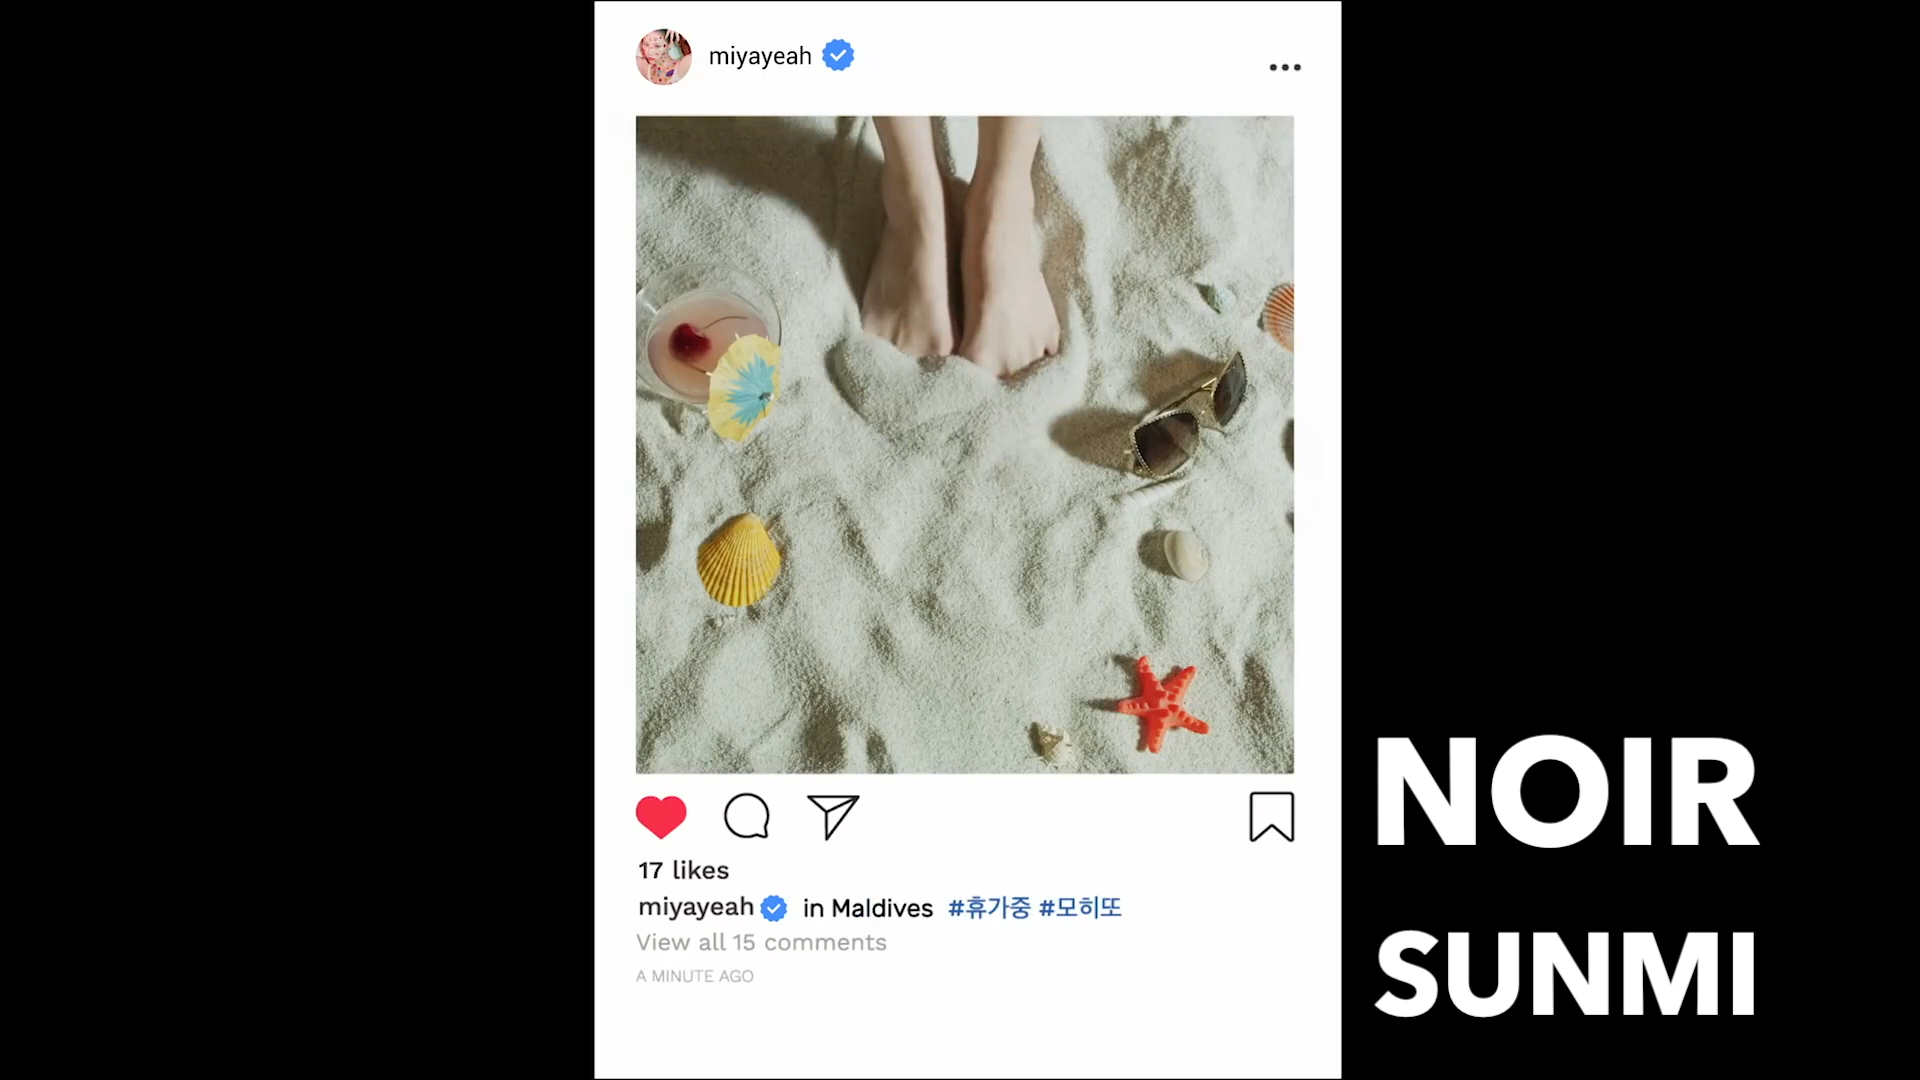 miyayeah
17 likes
miyayeah in Maldives #휴가중 #모히또
View all 15 comments
A MINUTE AGO
NOIR
SUNMI